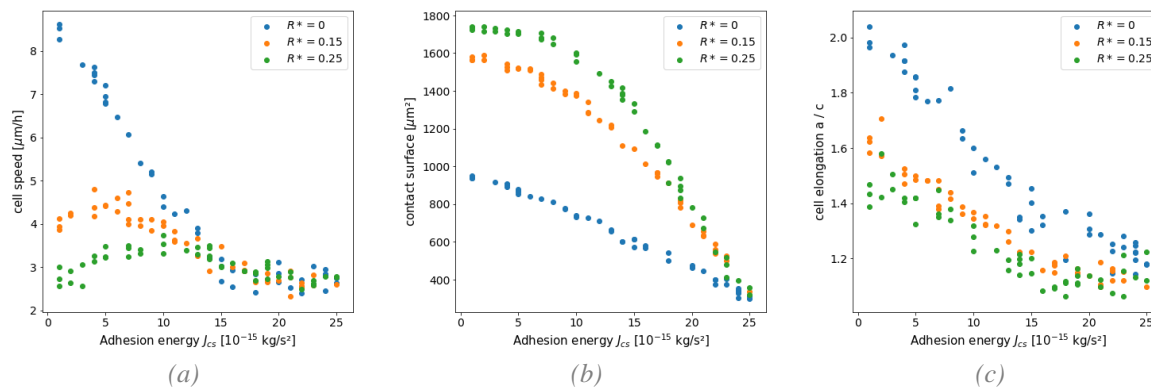 R* = 0
R* = 0.15
R* = 0.25
8
7
6
5
4
3
2
cell speed [μm/h]
0 5 10 15 20 25
Adhesion energy Jcs [10⁻¹⁵ kg/s²]
(a)
R* = 0
R* = 0.15
R* = 0.25
1800
1600
1400
1200
1000
800
600
400
contact surface [μm²]
0 5 10 15 20 25
Adhesion energy Jcs [10⁻¹⁵ kg/s²]
(b)
R* = 0
R* = 0.15
R* = 0.25
2.0
1.8
1.6
1.4
1.2
cell elongation a / c
0 5 10 15 20 25
Adhesion energy Jcs [10⁻¹⁵ kg/s²]
(c)